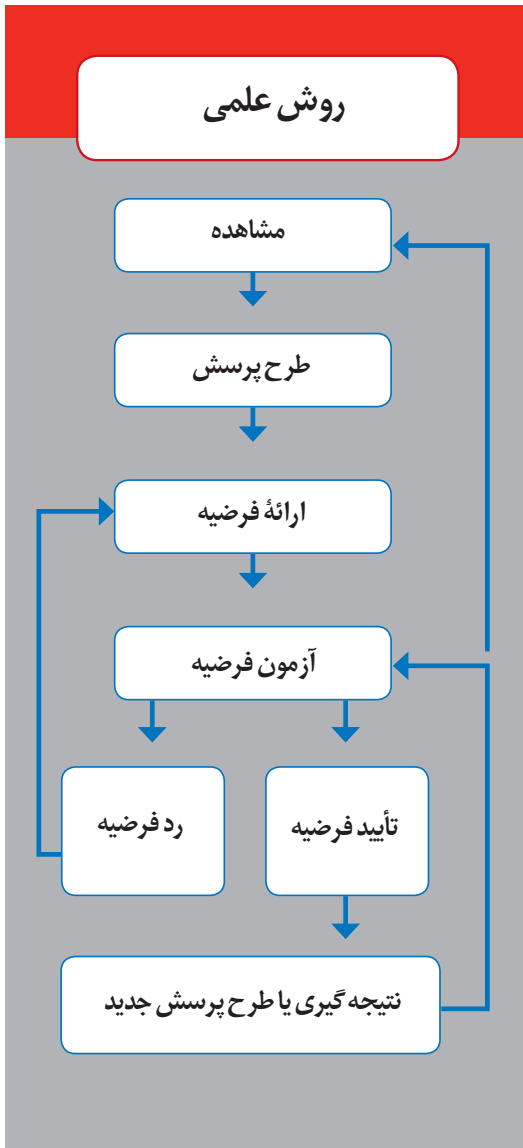 روش علمی
مشاهده
طرح پرسش
ارائهٔ فرضیه
آزمون فرضیه
تأیید فرضیه
رد فرضیه
نتیجه گیری یا طرح پرسش جدید